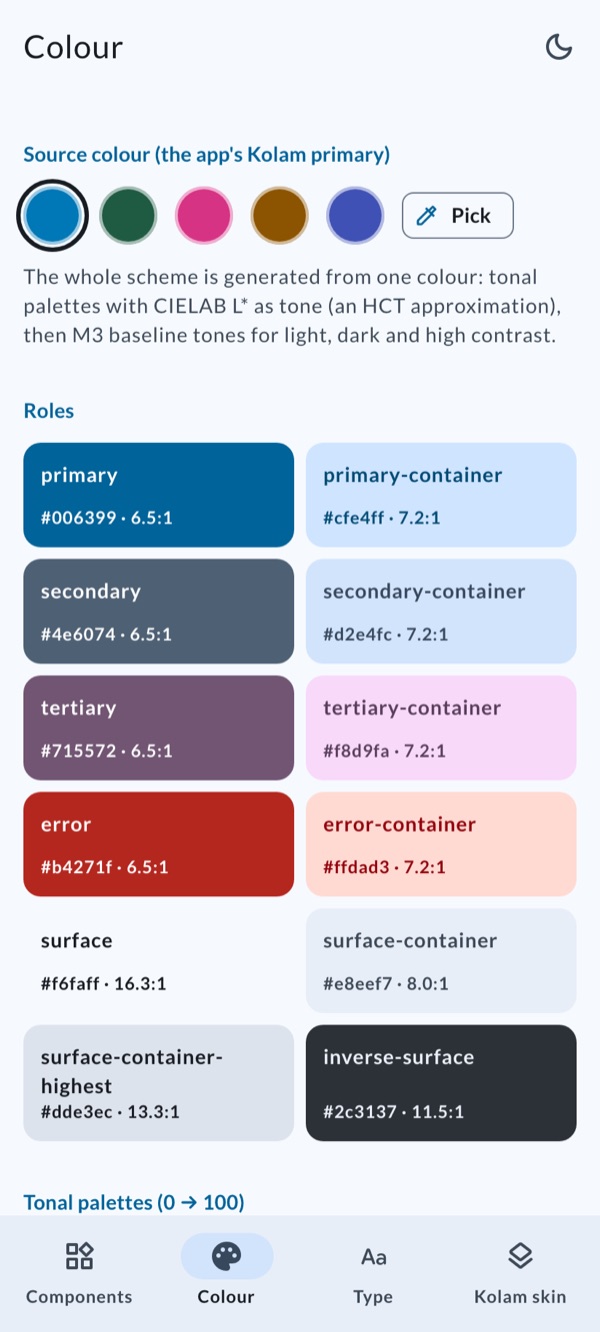 Colour
Source colour (the app's Kolam primary)
Pick
The whole scheme is generated from one colour: tonal
palettes with CIELAB L* as tone (an HCT approximation),
then M3 baseline tones for light, dark and high contrast.
Roles
primary
#006399 · 6.5:1
primary-container
#cfe4ff · 7.2:1
secondary
#4e6074 · 6.5:1
secondary-container
#d2e4fc · 7.2:1
tertiary
#715572 · 6.5:1
tertiary-container
#f8d9fa · 7.2:1
error
#b4271f · 6.5:1
error-container
#ffdad3 · 7.2:1
surface
#f6faff · 16.3:1
surface-container
#e8eef7 · 8.0:1
surface-container-
highest
#dde3ec · 13.3:1
inverse-surface
#2c3137 · 11.5:1
Tonal palettes (0 → 100)
Components
Colour
Aa
Type
Kolam skin